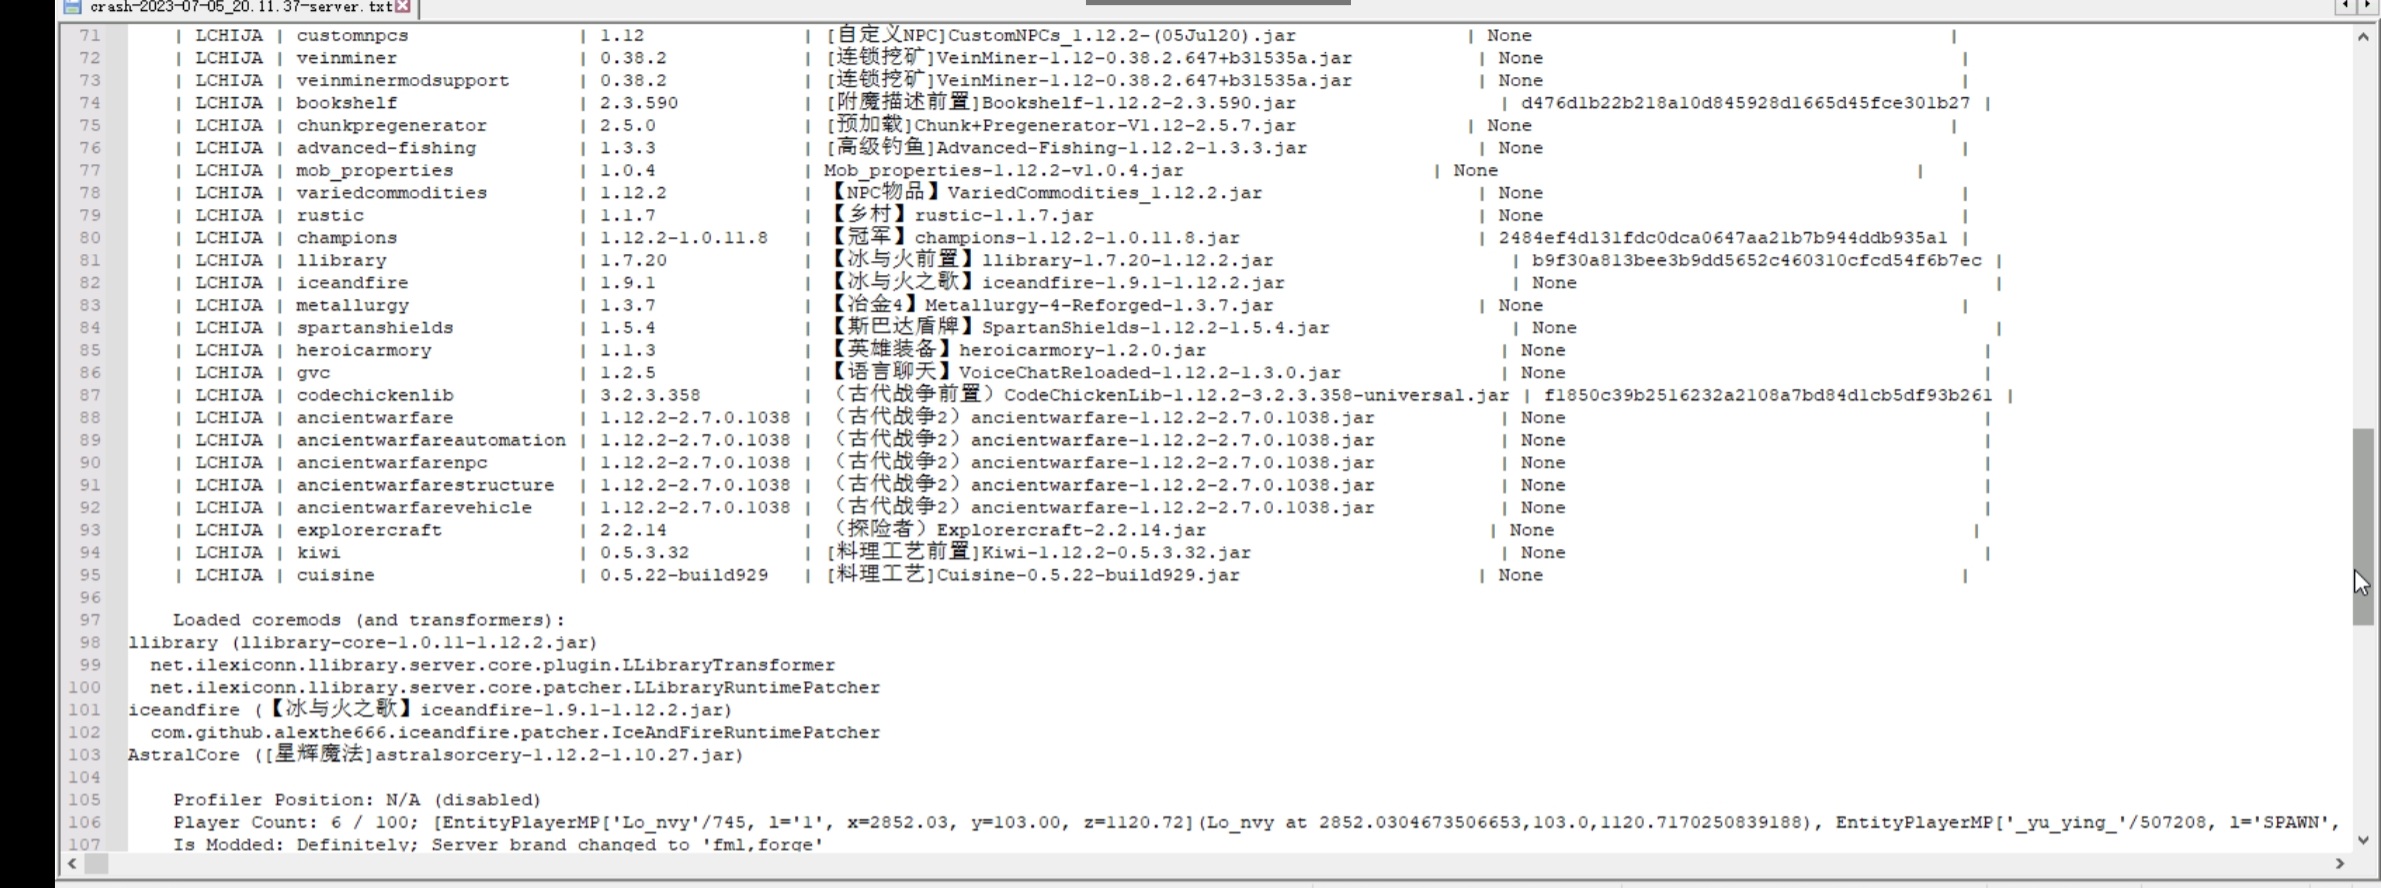 crash-2023-07-05_20.11.37-server.txt
71 | LCHIJA | customnpcs | 1.12 | [自定义NPC]CustomNPCs_1.12.2-(05Jul20).jar | None |
72 | LCHIJA | veinminer | 0.38.2 | [连锁挖矿]VeinMiner-1.12-0.38.2.647+b31535a.jar | None |
73 | LCHIJA | veinminermodsupport | 0.38.2 | [连锁挖矿]VeinMiner-1.12-0.38.2.647+b31535a.jar | None |
74 | LCHIJA | bookshelf | 2.3.590 | [附魔描述前置]Bookshelf-1.12.2-2.3.590.jar | d476d1b22b218a10d845928d1665d45fce301b27 |
75 | LCHIJA | chunkpregenerator | 2.5.0 | [预加载]Chunk+Pregenerator-V1.12-2.5.7.jar | None |
76 | LCHIJA | advanced-fishing | 1.3.3 | [高级钓鱼]Advanced-Fishing-1.12.2-1.3.3.jar | None |
77 | LCHIJA | mob_properties | 1.0.4 | Mob_properties-1.12.2-v1.0.4.jar | None |
78 | LCHIJA | variedcommodities | 1.12.2 | 【NPC物品】VariedCommodities_1.12.2.jar | None |
79 | LCHIJA | rustic | 1.1.7 | 【乡村】rustic-1.1.7.jar | None |
80 | LCHIJA | champions | 1.12.2-1.0.11.8 | 【冠军】champions-1.12.2-1.0.11.8.jar | 2484ef4d131fdc0dca0647aa21b7b944ddb935a1 |
81 | LCHIJA | llibrary | 1.7.20 | 【冰与火前置】llibrary-1.7.20-1.12.2.jar | b9f30a813bee3b9dd5652c460310cfcd54f6b7ec |
82 | LCHIJA | iceandfire | 1.9.1 | 【冰与火之歌】iceandfire-1.9.1-1.12.2.jar | None |
83 | LCHIJA | metallurgy | 1.3.7 | 【冶金4】Metallurgy-4-Reforged-1.3.7.jar | None |
84 | LCHIJA | spartanshields | 1.5.4 | 【斯巴达盾牌】SpartanShields-1.12.2-1.5.4.jar | None |
85 | LCHIJA | heroicarmory | 1.1.3 | 【英雄装备】heroicarmory-1.2.0.jar | None |
86 | LCHIJA | gvc | 1.2.5 | 【语言聊天】VoiceChatReloaded-1.12.2-1.3.0.jar | None |
87 | LCHIJA | codechickenlib | 3.2.3.358 | （古代战争前置）CodeChickenLib-1.12.2-3.2.3.358-universal.jar | f1850c39b2516232a2108a7bd84d1cb5df93b261 |
88 | LCHIJA | ancientwarfare | 1.12.2-2.7.0.1038 | （古代战争2）ancientwarfare-1.12.2-2.7.0.1038.jar | None |
89 | LCHIJA | ancientwarfareautomation | 1.12.2-2.7.0.1038 | （古代战争2）ancientwarfare-1.12.2-2.7.0.1038.jar | None |
90 | LCHIJA | ancientwarfarenpc | 1.12.2-2.7.0.1038 | （古代战争2）ancientwarfare-1.12.2-2.7.0.1038.jar | None |
91 | LCHIJA | ancientwarfarestructure | 1.12.2-2.7.0.1038 | （古代战争2）ancientwarfare-1.12.2-2.7.0.1038.jar | None |
92 | LCHIJA | ancientwarfarevehicle | 1.12.2-2.7.0.1038 | （古代战争2）ancientwarfare-1.12.2-2.7.0.1038.jar | None |
93 | LCHIJA | explorercraft | 2.2.14 | （探险者）Explorercraft-2.2.14.jar | None |
94 | LCHIJA | kiwi | 0.5.3.32 | [料理工艺前置]Kiwi-1.12.2-0.5.3.32.jar | None |
95 | LCHIJA | cuisine | 0.5.22-build929 | [料理工艺]Cuisine-0.5.22-build929.jar | None |
96
97 Loaded coremods (and transformers):
98 llibrary (llibrary-core-1.0.11-1.12.2.jar)
99 net.ilexiconn.llibrary.server.core.plugin.LLibraryTransformer
100 net.ilexiconn.llibrary.server.core.patcher.LLibraryRuntimePatcher
101 iceandfire (【冰与火之歌】iceandfire-1.9.1-1.12.2.jar)
102 com.github.alexthe666.iceandfire.patcher.IceAndFireRuntimePatcher
103 AstralCore ([星辉魔法]astralsorcery-1.12.2-1.10.27.jar)
104
105 Profiler Position: N/A (disabled)
106 Player Count: 6 / 100; [EntityPlayerMP['Lo_nvy'/745, l='1', x=2852.03, y=103.00, z=1120.72](Lo_nvy at 2852.0304673506653,103.0,1120.7170250839188), EntityPlayerMP['_yu_ying_'/507208, l='SPAWN',
107 Is Modded: Definitely; Server brand changed to 'fml,forge'